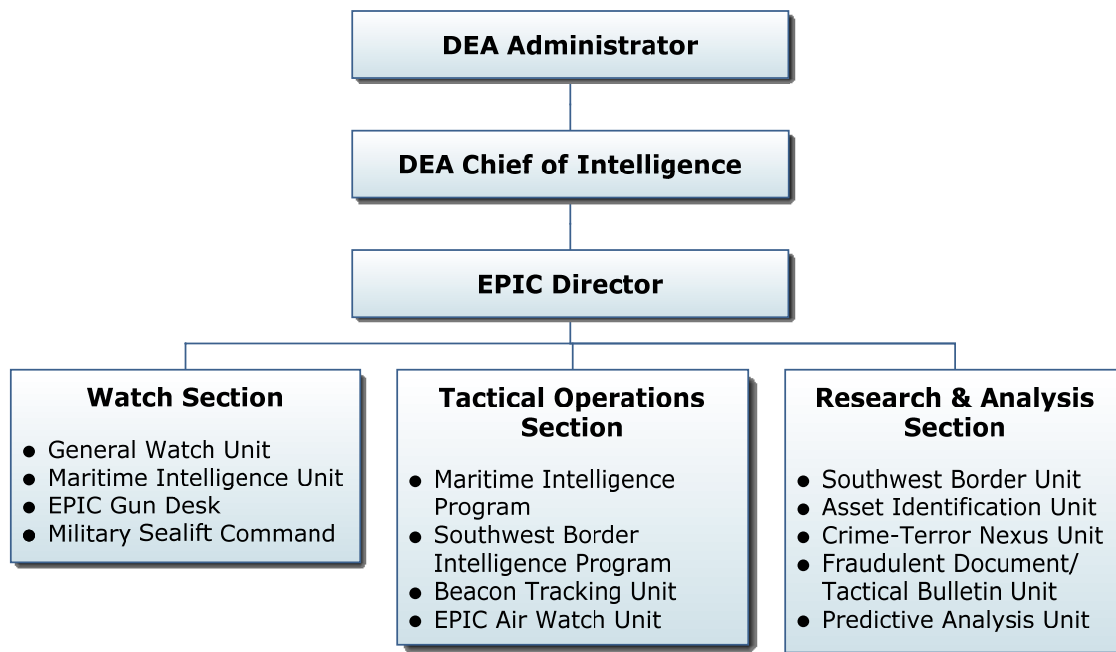 DEA Administrator
DEA Chief of Intelligence
EPIC Director
Watch Section
● General Watch Unit
● Maritime Intelligence Unit
● EPIC Gun Desk
● Military Sealift Command
Tactical Operations
Section
● Maritime Intelligence
Program
● Southwest Border
Intelligence Program
● Beacon Tracking Unit
● EPIC Air Watch Unit
Research & Analysis
Section
● Southwest Border Unit
● Asset Identification Unit
● Crime-Terror Nexus Unit
● Fraudulent Document/
Tactical Bulletin Unit
● Predictive Analysis Unit